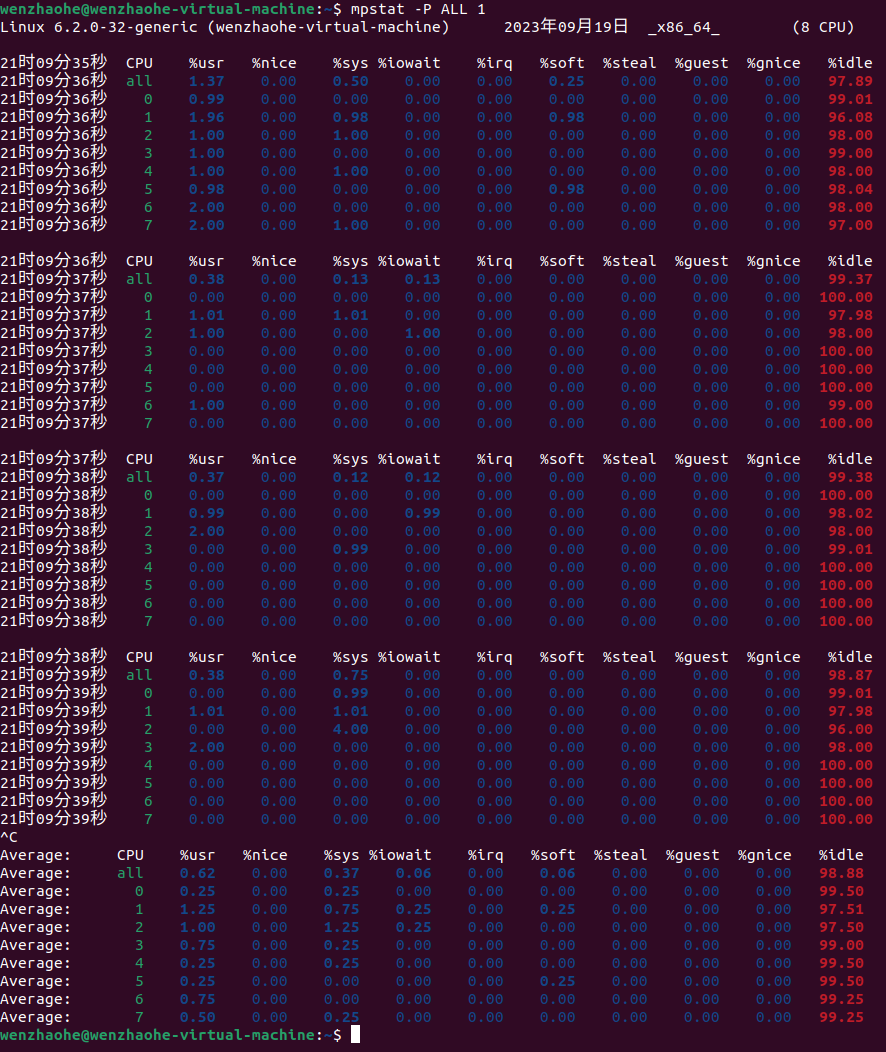 wenzhaohe@wenzhaohe-virtual-machine:~$ mpstat -P ALL 1
Linux 6.2.0-32-generic (wenzhaohe-virtual-machine) 2023年09月19日 _x86_64_ (8 CPU)
21时09分35秒 CPU %usr %nice %sys %iowait %irq %soft %steal %guest %gnice %idle
21时09分36秒 all 1.37 0.00 0.50 0.00 0.00 0.25 0.00 0.00 0.00 97.89
21时09分36秒 0 0.99 0.00 0.00 0.00 0.00 0.00 0.00 0.00 0.00 99.01
21时09分36秒 1 1.96 0.00 0.98 0.00 0.00 0.98 0.00 0.00 0.00 96.08
21时09分36秒 2 1.00 0.00 1.00 0.00 0.00 0.00 0.00 0.00 0.00 98.00
21时09分36秒 3 1.00 0.00 0.00 0.00 0.00 0.00 0.00 0.00 0.00 99.00
21时09分36秒 4 1.00 0.00 1.00 0.00 0.00 0.00 0.00 0.00 0.00 98.00
21时09分36秒 5 0.98 0.00 0.00 0.00 0.00 0.98 0.00 0.00 0.00 98.04
21时09分36秒 6 2.00 0.00 0.00 0.00 0.00 0.00 0.00 0.00 0.00 98.00
21时09分36秒 7 2.00 0.00 1.00 0.00 0.00 0.00 0.00 0.00 0.00 97.00
21时09分36秒 CPU %usr %nice %sys %iowait %irq %soft %steal %guest %gnice %idle
21时09分37秒 all 0.38 0.00 0.13 0.13 0.00 0.00 0.00 0.00 0.00 99.37
21时09分37秒 0 0.00 0.00 0.00 0.00 0.00 0.00 0.00 0.00 0.00 100.00
21时09分37秒 1 1.01 0.00 1.01 0.00 0.00 0.00 0.00 0.00 0.00 97.98
21时09分37秒 2 1.00 0.00 0.00 1.00 0.00 0.00 0.00 0.00 0.00 98.00
21时09分37秒 3 0.00 0.00 0.00 0.00 0.00 0.00 0.00 0.00 0.00 100.00
21时09分37秒 4 0.00 0.00 0.00 0.00 0.00 0.00 0.00 0.00 0.00 100.00
21时09分37秒 5 0.00 0.00 0.00 0.00 0.00 0.00 0.00 0.00 0.00 100.00
21时09分37秒 6 1.00 0.00 0.00 0.00 0.00 0.00 0.00 0.00 0.00 99.00
21时09分37秒 7 0.00 0.00 0.00 0.00 0.00 0.00 0.00 0.00 0.00 100.00
21时09分37秒 CPU %usr %nice %sys %iowait %irq %soft %steal %guest %gnice %idle
21时09分38秒 all 0.37 0.00 0.12 0.12 0.00 0.00 0.00 0.00 0.00 99.38
21时09分38秒 0 0.00 0.00 0.00 0.00 0.00 0.00 0.00 0.00 0.00 100.00
21时09分38秒 1 0.99 0.00 0.00 0.99 0.00 0.00 0.00 0.00 0.00 98.02
21时09分38秒 2 2.00 0.00 0.00 0.00 0.00 0.00 0.00 0.00 0.00 98.00
21时09分38秒 3 0.00 0.00 0.99 0.00 0.00 0.00 0.00 0.00 0.00 99.01
21时09分38秒 4 0.00 0.00 0.00 0.00 0.00 0.00 0.00 0.00 0.00 100.00
21时09分38秒 5 0.00 0.00 0.00 0.00 0.00 0.00 0.00 0.00 0.00 100.00
21时09分38秒 6 0.00 0.00 0.00 0.00 0.00 0.00 0.00 0.00 0.00 100.00
21时09分38秒 7 0.00 0.00 0.00 0.00 0.00 0.00 0.00 0.00 0.00 100.00
21时09分38秒 CPU %usr %nice %sys %iowait %irq %soft %steal %guest %gnice %idle
21时09分39秒 all 0.38 0.00 0.75 0.00 0.00 0.00 0.00 0.00 0.00 98.87
21时09分39秒 0 0.00 0.00 0.99 0.00 0.00 0.00 0.00 0.00 0.00 99.01
21时09分39秒 1 1.01 0.00 1.01 0.00 0.00 0.00 0.00 0.00 0.00 97.98
21时09分39秒 2 0.00 0.00 4.00 0.00 0.00 0.00 0.00 0.00 0.00 96.00
21时09分39秒 3 2.00 0.00 0.00 0.00 0.00 0.00 0.00 0.00 0.00 98.00
21时09分39秒 4 0.00 0.00 0.00 0.00 0.00 0.00 0.00 0.00 0.00 100.00
21时09分39秒 5 0.00 0.00 0.00 0.00 0.00 0.00 0.00 0.00 0.00 100.00
21时09分39秒 6 0.00 0.00 0.00 0.00 0.00 0.00 0.00 0.00 0.00 100.00
21时09分39秒 7 0.00 0.00 0.00 0.00 0.00 0.00 0.00 0.00 0.00 100.00
^C
Average: CPU %usr %nice %sys %iowait %irq %soft %steal %guest %gnice %idle
Average: all 0.62 0.00 0.37 0.06 0.00 0.06 0.00 0.00 0.00 98.88
Average: 0 0.25 0.00 0.25 0.00 0.00 0.00 0.00 0.00 0.00 99.50
Average: 1 1.25 0.00 0.75 0.25 0.00 0.25 0.00 0.00 0.00 97.51
Average: 2 1.00 0.00 1.25 0.25 0.00 0.00 0.00 0.00 0.00 97.50
Average: 3 0.75 0.00 0.25 0.00 0.00 0.00 0.00 0.00 0.00 99.00
Average: 4 0.25 0.00 0.25 0.00 0.00 0.00 0.00 0.00 0.00 99.50
Average: 5 0.25 0.00 0.00 0.00 0.00 0.25 0.00 0.00 0.00 99.50
Average: 6 0.75 0.00 0.00 0.00 0.00 0.00 0.00 0.00 0.00 99.25
Average: 7 0.50 0.00 0.25 0.00 0.00 0.00 0.00 0.00 0.00 99.25
wenzhaohe@wenzhaohe-virtual-machine:~$